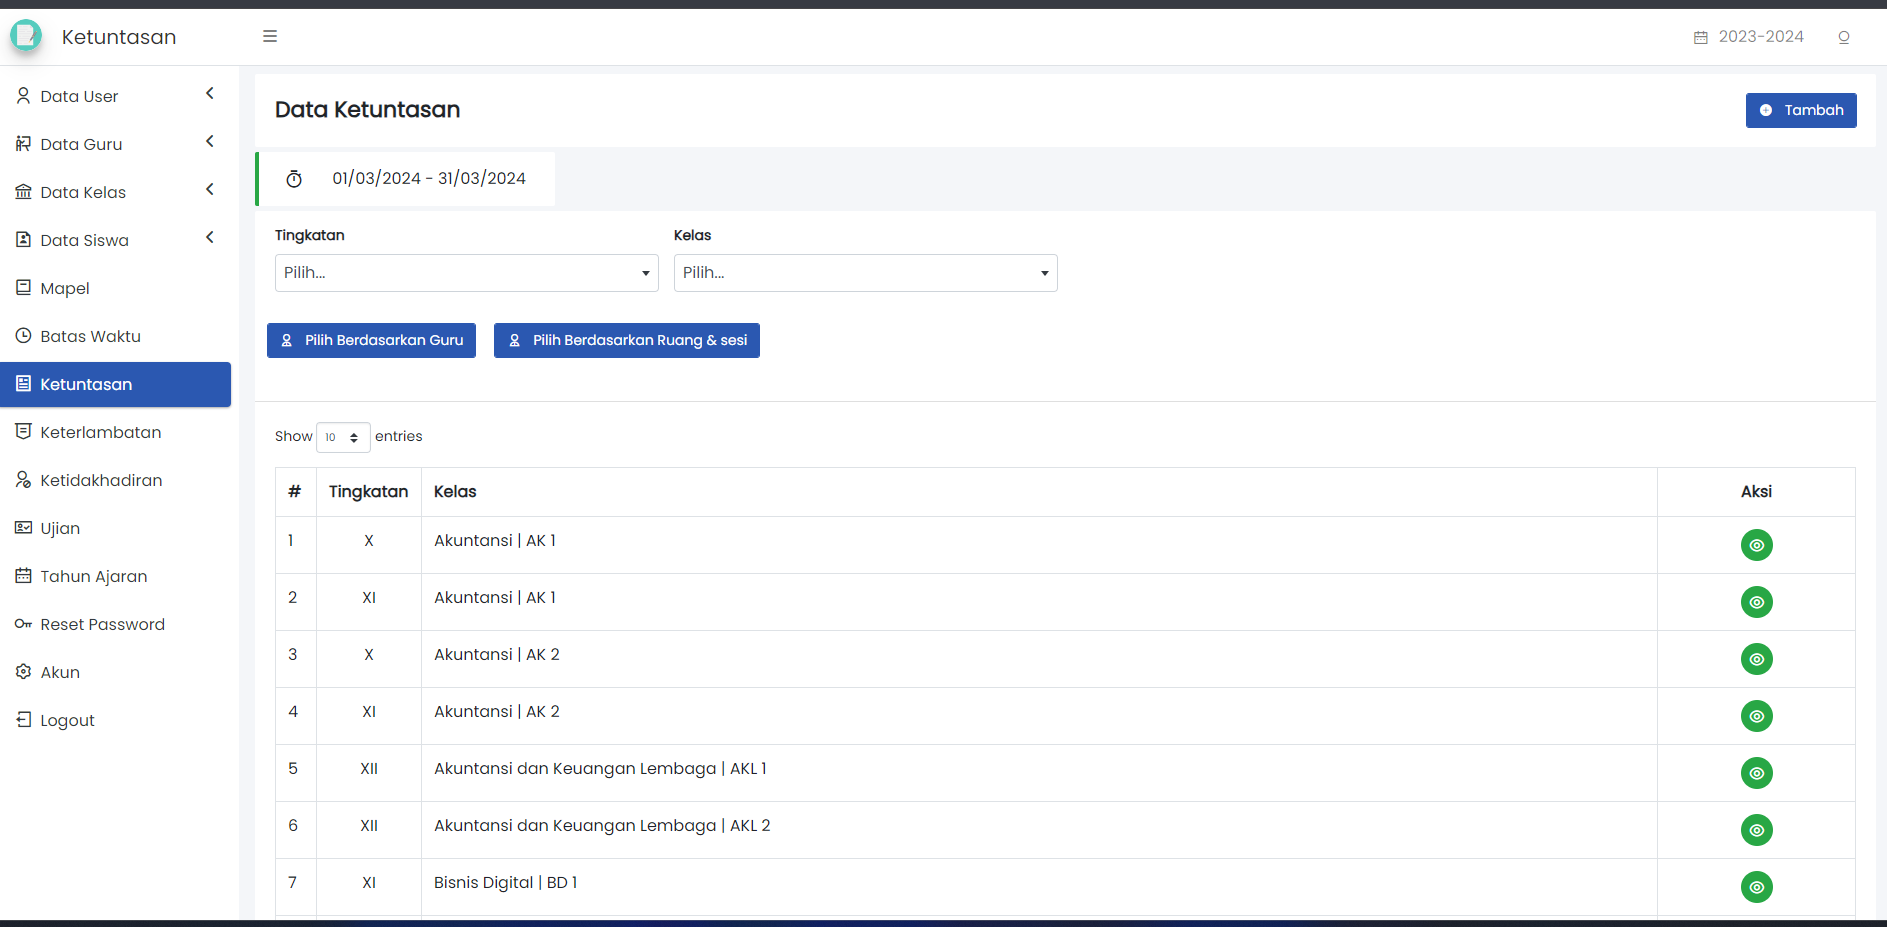 Ketuntasan
2023-2024
Data User
Data Guru
Data Kelas
Data Siswa
Mapel
Batas Waktu
Ketuntasan
Keterlambatan
Ketidakhadiran
Ujian
Tahun Ajaran
Reset Password
Akun
Logout
Data Ketuntasan
Tambah
01/03/2024 - 31/03/2024
Tingkatan Kelas
Pilih... Pilih...
Pilih Berdasarkan Guru Pilih Berdasarkan Ruang & sesi
Show 10 entries
# Tingkatan Kelas Aksi
1 X Akuntansi | AK 1
2 XI Akuntansi | AK 1
3 X Akuntansi | AK 2
4 XI Akuntansi | AK 2
5 XII Akuntansi dan Keuangan Lembaga | AKL 1
6 XII Akuntansi dan Keuangan Lembaga | AKL 2
7 XI Bisnis Digital | BD 1